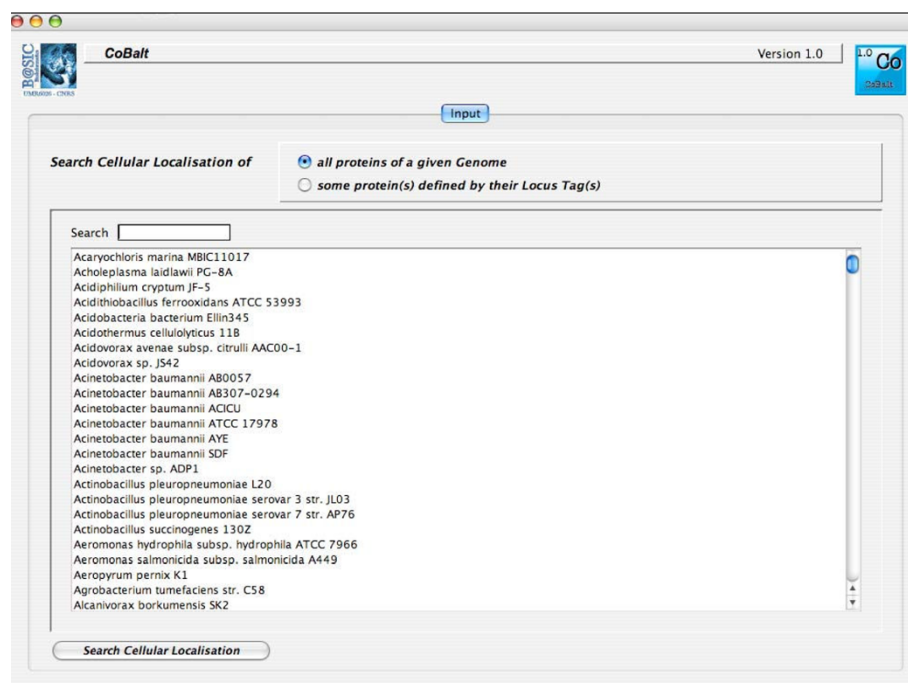 B@SIC
UMR6026 - CNRS
CoBalt
Version 1.0
1.0 Co
CoBalt
Input
Search Cellular Localisation of
all proteins of a given Genome
some protein(s) defined by their Locus Tag(s)
Search
Acaryochloris marina MBIC11017
Acholeplasma laidlawii PG-8A
Acidiphilium cryptum JF-5
Acidithiobacillus ferrooxidans ATCC 53993
Acidobacteria bacterium Ellin345
Acidothermus cellulolyticus 11B
Acidovorax avenae subsp. citrulli AAC00-1
Acidovorax sp. JS42
Acinetobacter baumannii AB0057
Acinetobacter baumannii AB307-0294
Acinetobacter baumannii ACICU
Acinetobacter baumannii ATCC 17978
Acinetobacter baumannii AYE
Acinetobacter baumannii SDF
Acinetobacter sp. ADP1
Actinobacillus pleuropneumoniae L20
Actinobacillus pleuropneumoniae serovar 3 str. JL03
Actinobacillus pleuropneumoniae serovar 7 str. AP76
Actinobacillus succinogenes 130Z
Aeromonas hydrophila subsp. hydrophila ATCC 7966
Aeromonas salmonicida subsp. salmonicida A449
Aeropyrum pernix K1
Agrobacterium tumefaciens str. C58
Alcanivorax borkumensis SK2
Search Cellular Localisation